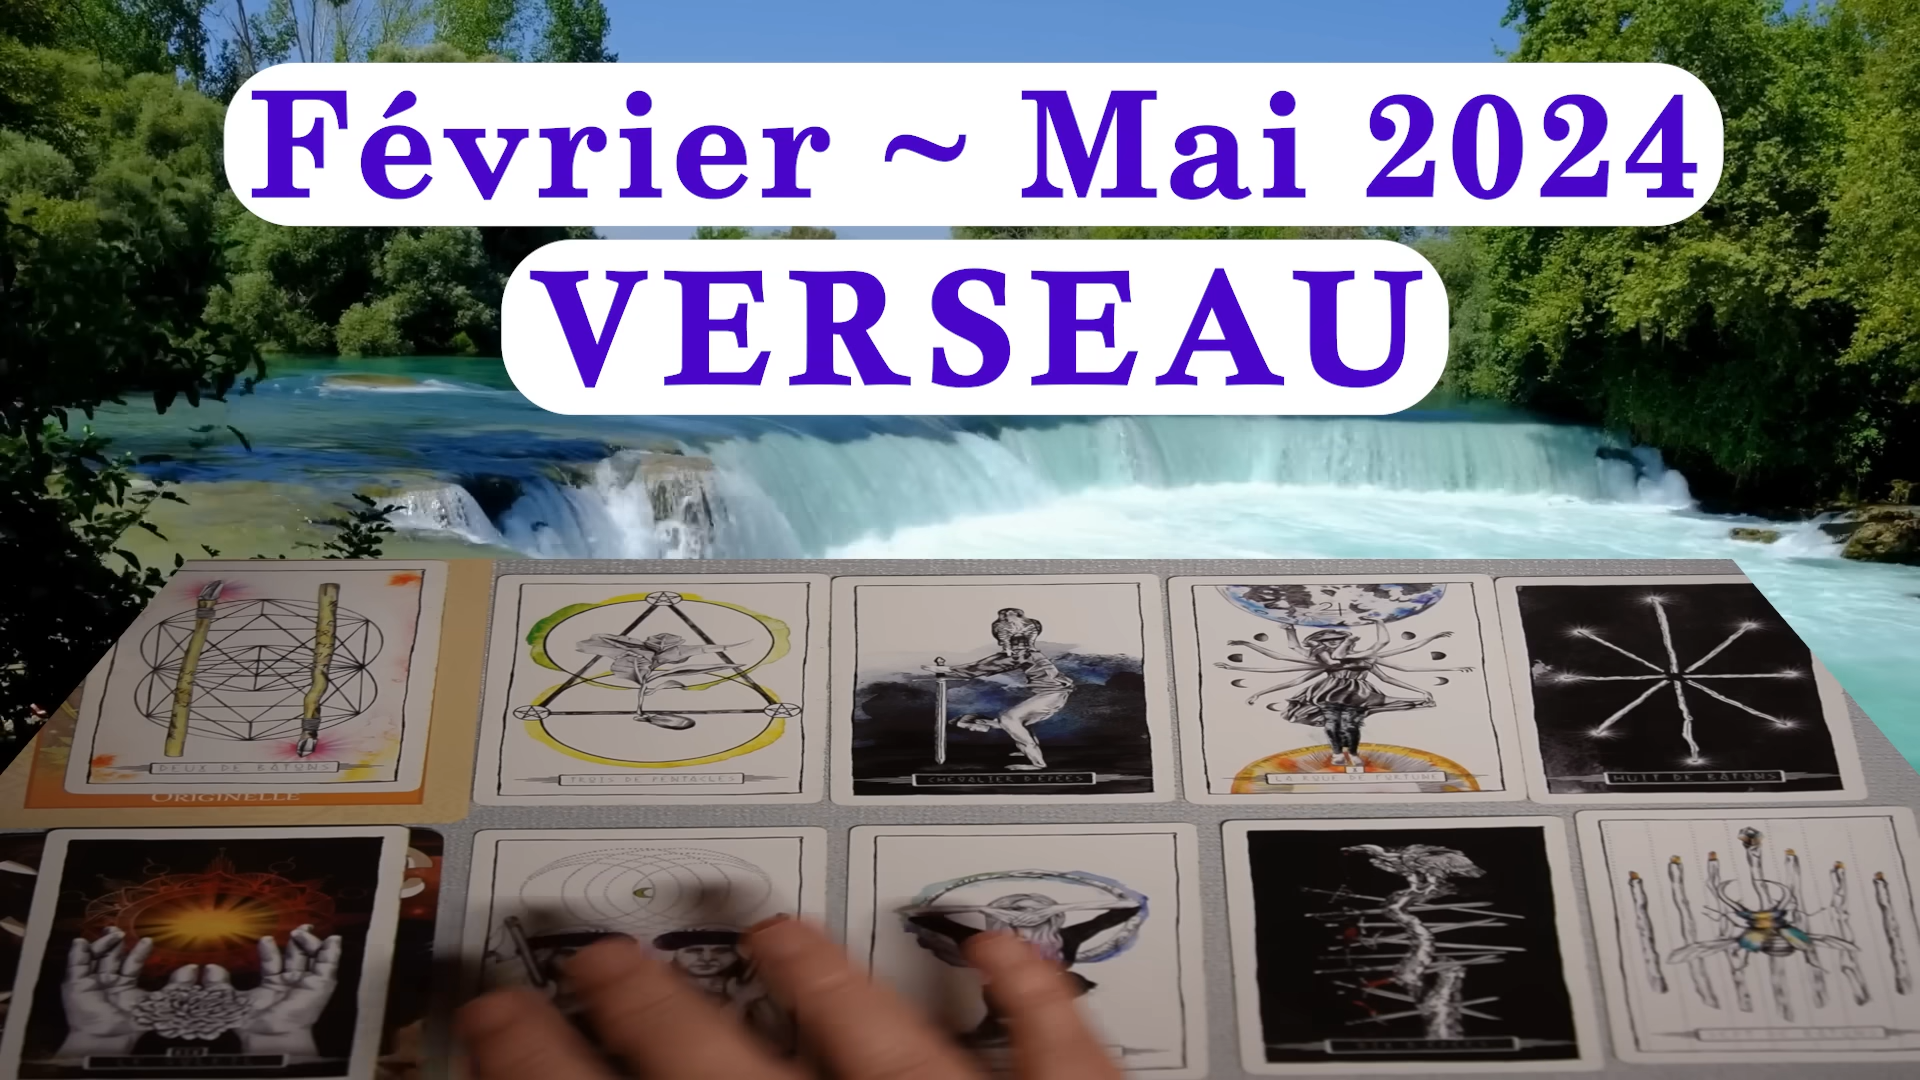 Février ~ Mai 2024
VERSEAU
DEUX DE BÂTONS
ORIGINELLE
TROIS DE PENTACLES
CHEVALIER D'ÉPÉES
LA ROUE DE FORTUNE
HUIT DE BÂTONS